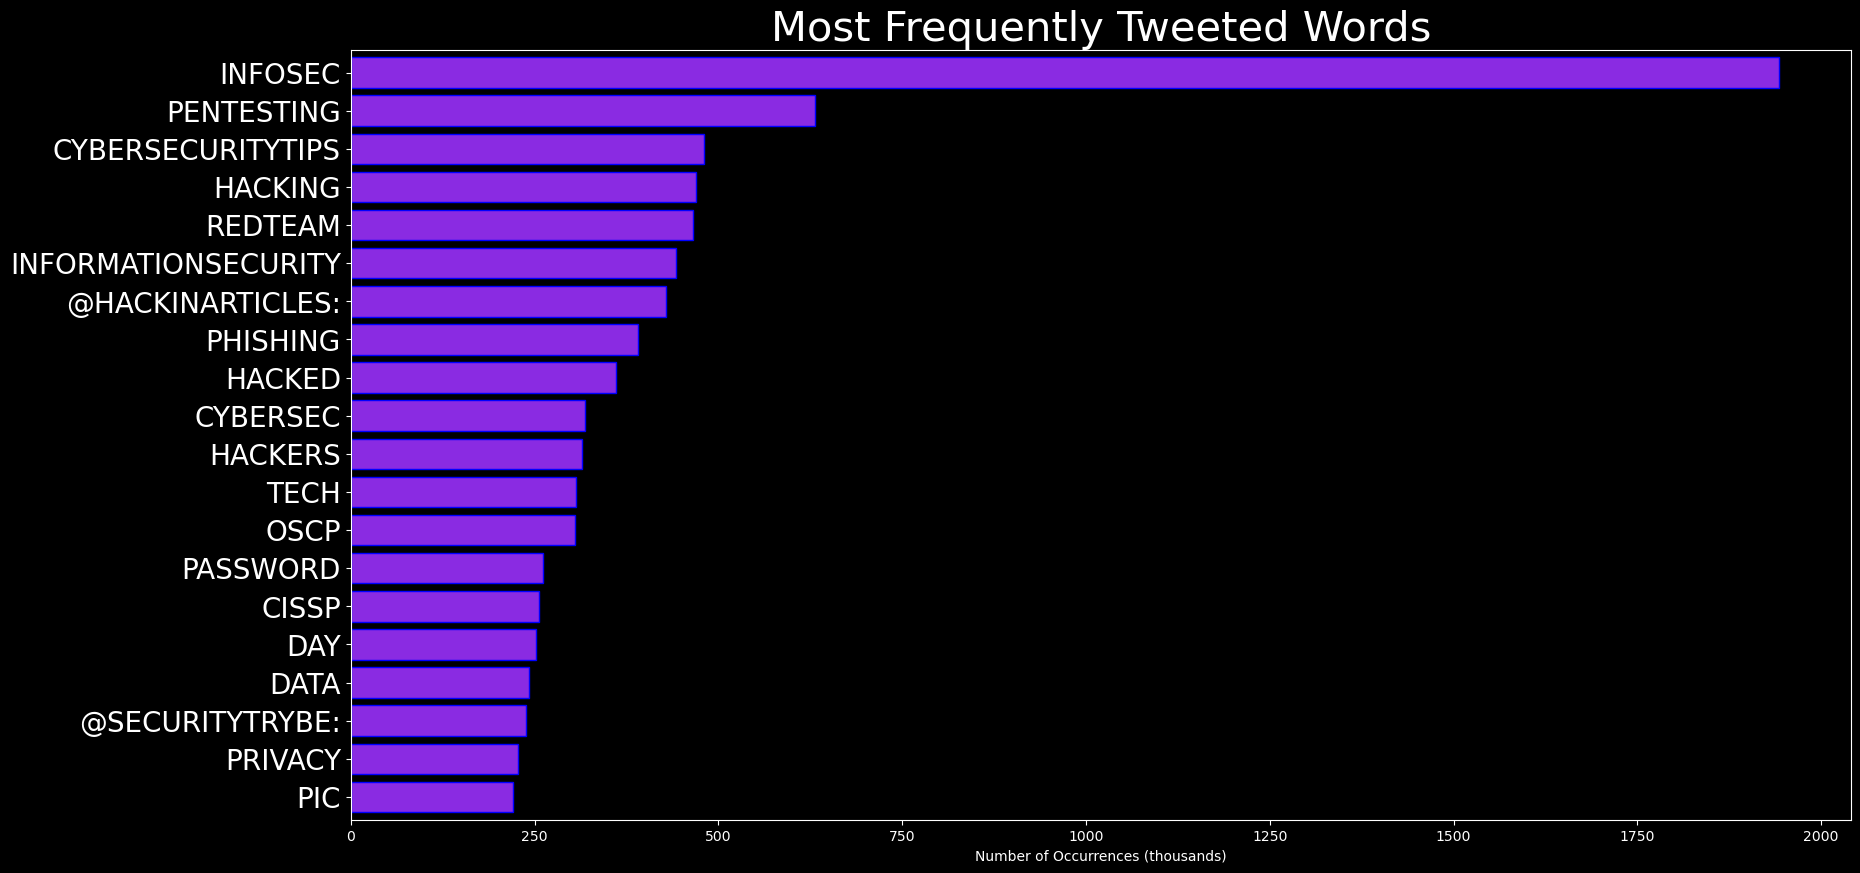 Most Frequently Tweeted Words
INFOSEC
PENTESTING
CYBERSECURITYTIPS
HACKING
REDTEAM
INFORMATIONSECURITY
@HACKINARTICLES:
PHISHING
HACKED
CYBERSEC
HACKERS
TECH
OSCP
PASSWORD
CISSP
DAY
DATA
@SECURITYTRYBE:
PRIVACY
PIC
0 250 500 750 1000 1250 1500 1750 2000
Number of Occurrences (thousands)